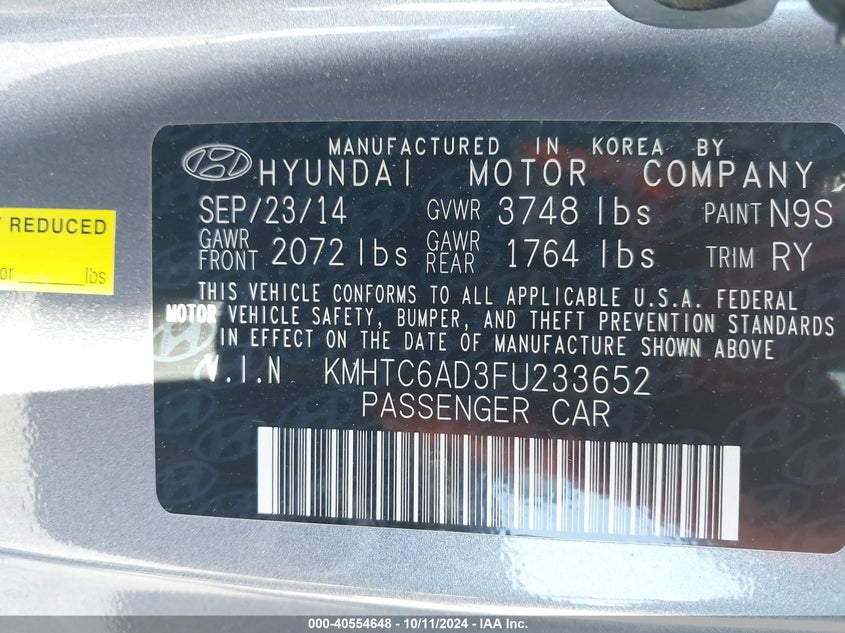 MANUFACTURED IN KOREA BY
HYUNDAI MOTOR COMPANY
SEP/23/14 GVWR 3748 lbs PAINT N9S
GAWR FRONT 2072 lbs GAWR REAR 1764 lbs TRIM RY
THIS VEHICLE CONFORMS TO ALL APPLICABLE U.S.A. FEDERAL
MOTOR VEHICLE SAFETY, BUMPER, AND THEFT PREVENTION STANDARDS
IN EFFECT ON THE DATE OF MANUFACTURE SHOWN ABOVE
V.I.N KMHTC6AD3FU233652
PASSENGER CAR
REDUCED
or lbs
000-40554648 - 10/11/2024 - IAA Inc.